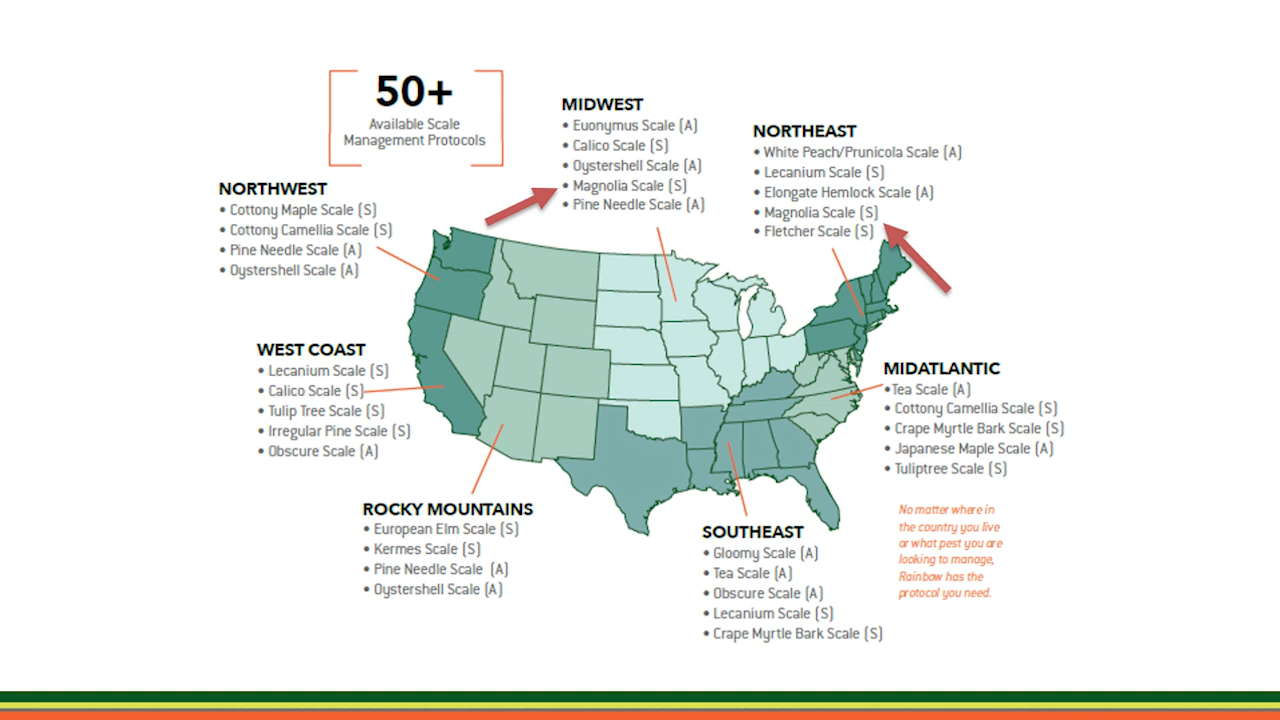 50+
Available Scale
Management Protocols
MIDWEST
• Euonymus Scale (A)
• Calico Scale (S)
• Oystershell Scale (A)
• Magnolia Scale (S)
• Pine Needle Scale (A)
NORTHEAST
• White Peach/Prunicola Scale (A)
• Lecanium Scale (S)
• Elongate Hemlock Scale (A)
• Magnolia Scale (S)
• Fletcher Scale (S)
NORTHWEST
• Cottony Maple Scale (S)
• Cottony Camellia Scale (S)
• Pine Needle Scale (A)
• Oystershell Scale (A)
WEST COAST
• Lecanium Scale (S)
• Calico Scale (S)
• Tulip Tree Scale (S)
• Irregular Pine Scale (S)
• Obscure Scale (A)
MIDATLANTIC
•Tea Scale (A)
• Cottony Camellia Scale (S)
• Crape Myrtle Bark Scale (S)
• Japanese Maple Scale (A)
• Tuliptree Scale (S)
ROCKY MOUNTAINS
• European Elm Scale (S)
• Kermes Scale (S)
• Pine Needle Scale (A)
• Oystershell Scale (A)
SOUTHEAST
• Gloomy Scale (A)
• Tea Scale (A)
• Obscure Scale (A)
• Lecanium Scale (S)
• Crape Myrtle Bark Scale (S)
No matter where in
the country you live
or what pest you are
looking to manage,
Rainbow has the
protocol you need.